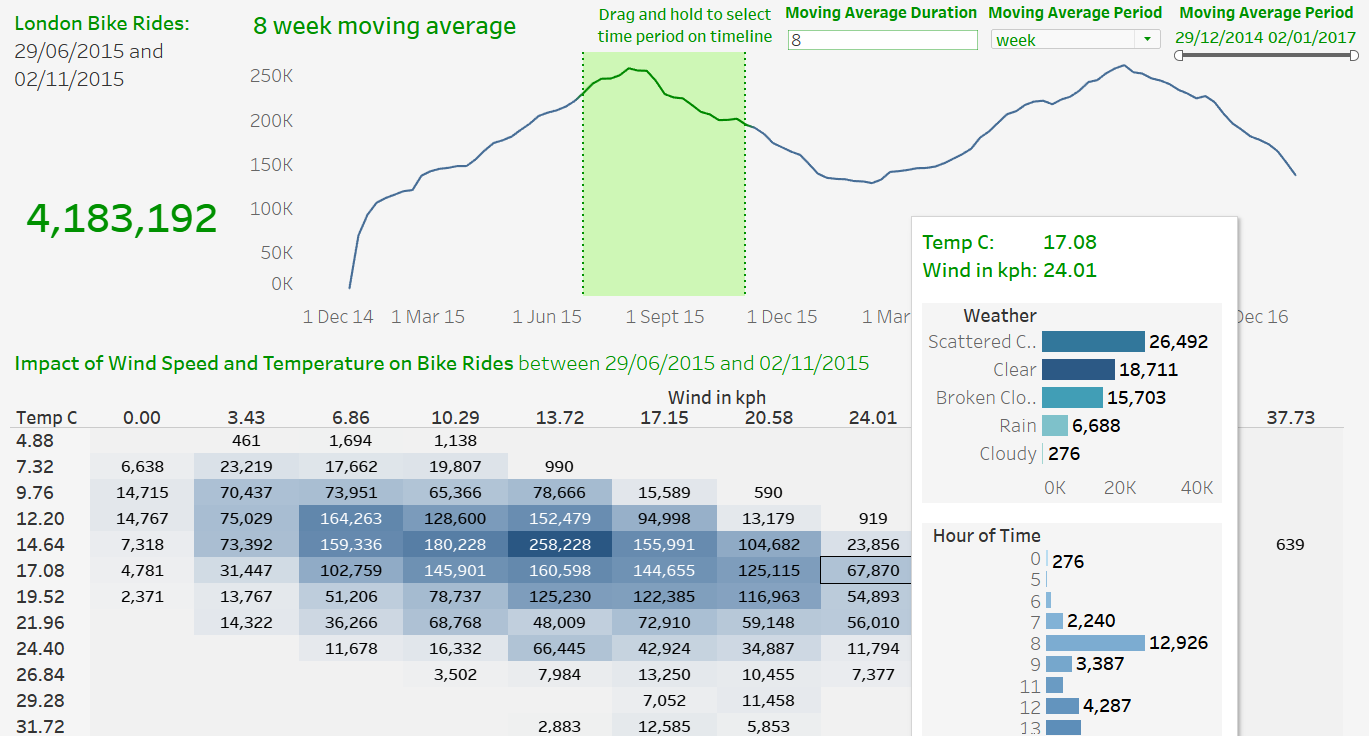 London Bike Rides:
29/06/2015 and
02/11/2015
4,183,192
8 week moving average
Drag and hold to select
time period on timeline
Moving Average Duration
8
Moving Average Period
week
Moving Average Period
29/12/2014 02/01/2017
250K
200K
150K
100K
50K
0K
1 Dec 14 1 Mar 15 1 Jun 15 1 Sept 15 1 Dec 15 1 Mar Dec 16
Impact of Wind Speed and Temperature on Bike Rides between 29/06/2015 and 02/11/2015
Wind in kph
Temp C 0.00 3.43 6.86 10.29 13.72 17.15 20.58 24.01 37.73
4.88 461 1,694 1,138
7.32 6,638 23,219 17,662 19,807 990
9.76 14,715 70,437 73,951 65,366 78,666 15,589 590
12.20 14,767 75,029 164,263 128,600 152,479 94,998 13,179 919
14.64 7,318 73,392 159,336 180,228 258,228 155,991 104,682 23,856 639
17.08 4,781 31,447 102,759 145,901 160,598 144,655 125,115 67,870
19.52 2,371 13,767 51,206 78,737 125,230 122,385 116,963 54,893
21.96 14,322 36,266 68,768 48,009 72,910 59,148 56,010
24.40 11,678 16,332 66,445 42,924 34,887 11,794
26.84 3,502 7,984 13,250 10,455 7,377
29.28 7,052 11,458
31.72 2,883 12,585 5,853
Temp C: 17.08
Wind in kph: 24.01
Weather
Scattered C.. 26,492
Clear 18,711
Broken Clo.. 15,703
Rain 6,688
Cloudy 276
0K 20K 40K
Hour of Time
0 276
5
6
7 2,240
8 12,926
9 3,387
11
12 4,287
13